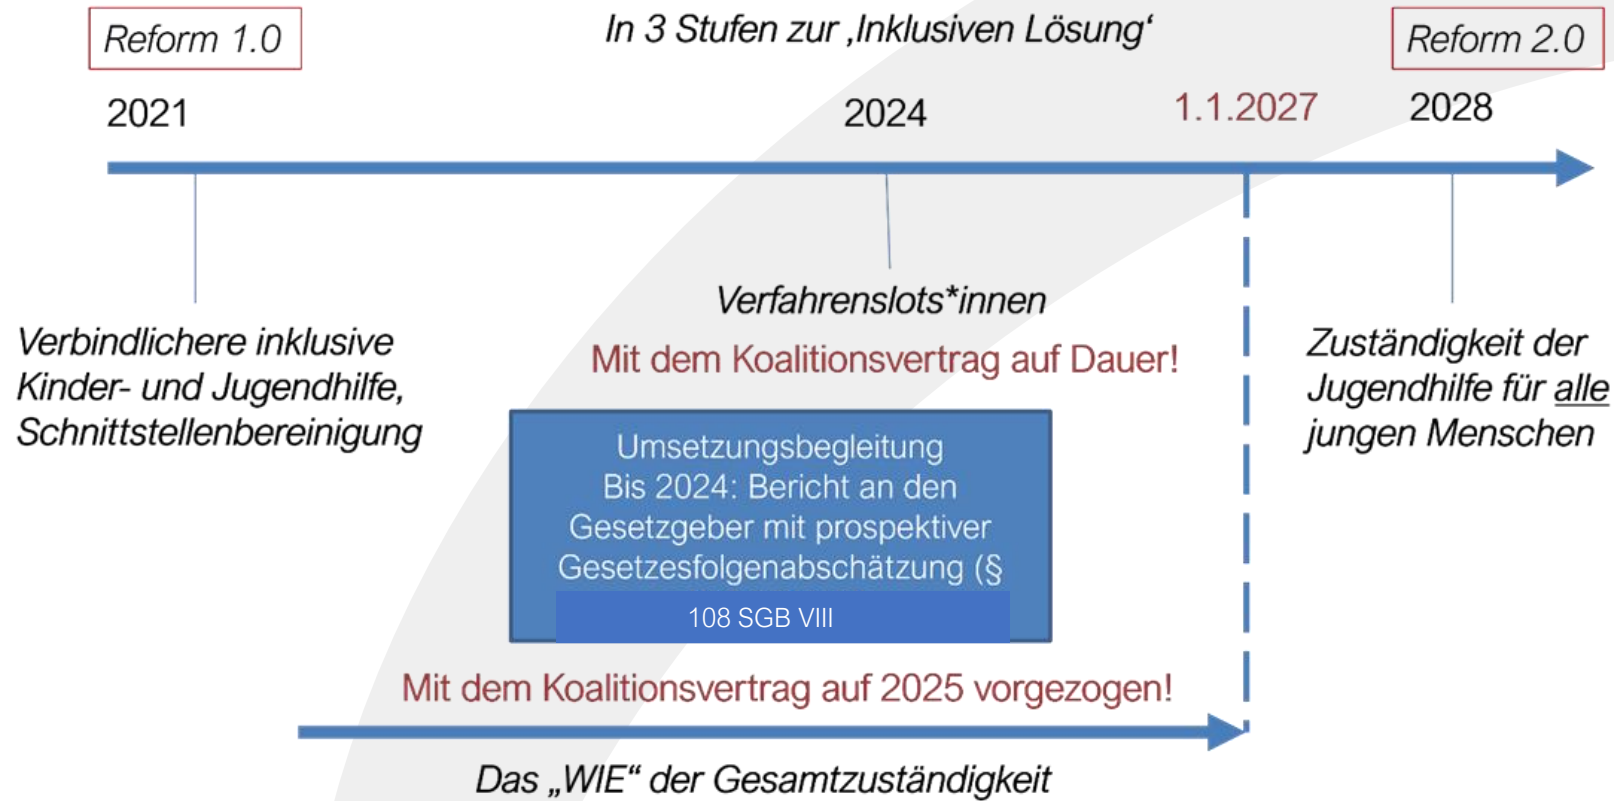 Reform 1.0
In 3 Stufen zur ‚Inklusiven Lösung‘
Reform 2.0
2021
2024
1.1.2027
2028
Verbindlichere inklusive
Kinder- und Jugendhilfe,
Schnittstellenbereinigung
Verfahrenslots*innen
Mit dem Koalitionsvertrag auf Dauer!
Umsetzungsbegleitung
Bis 2024: Bericht an den
Gesetzgeber mit prospektiver
Gesetzesfolgenabschätzung (§
108 SGB VIII
Mit dem Koalitionsvertrag auf 2025 vorgezogen!
Das „WIE“ der Gesamtzuständigkeit
Zuständigkeit der
Jugendhilfe für alle
jungen Menschen